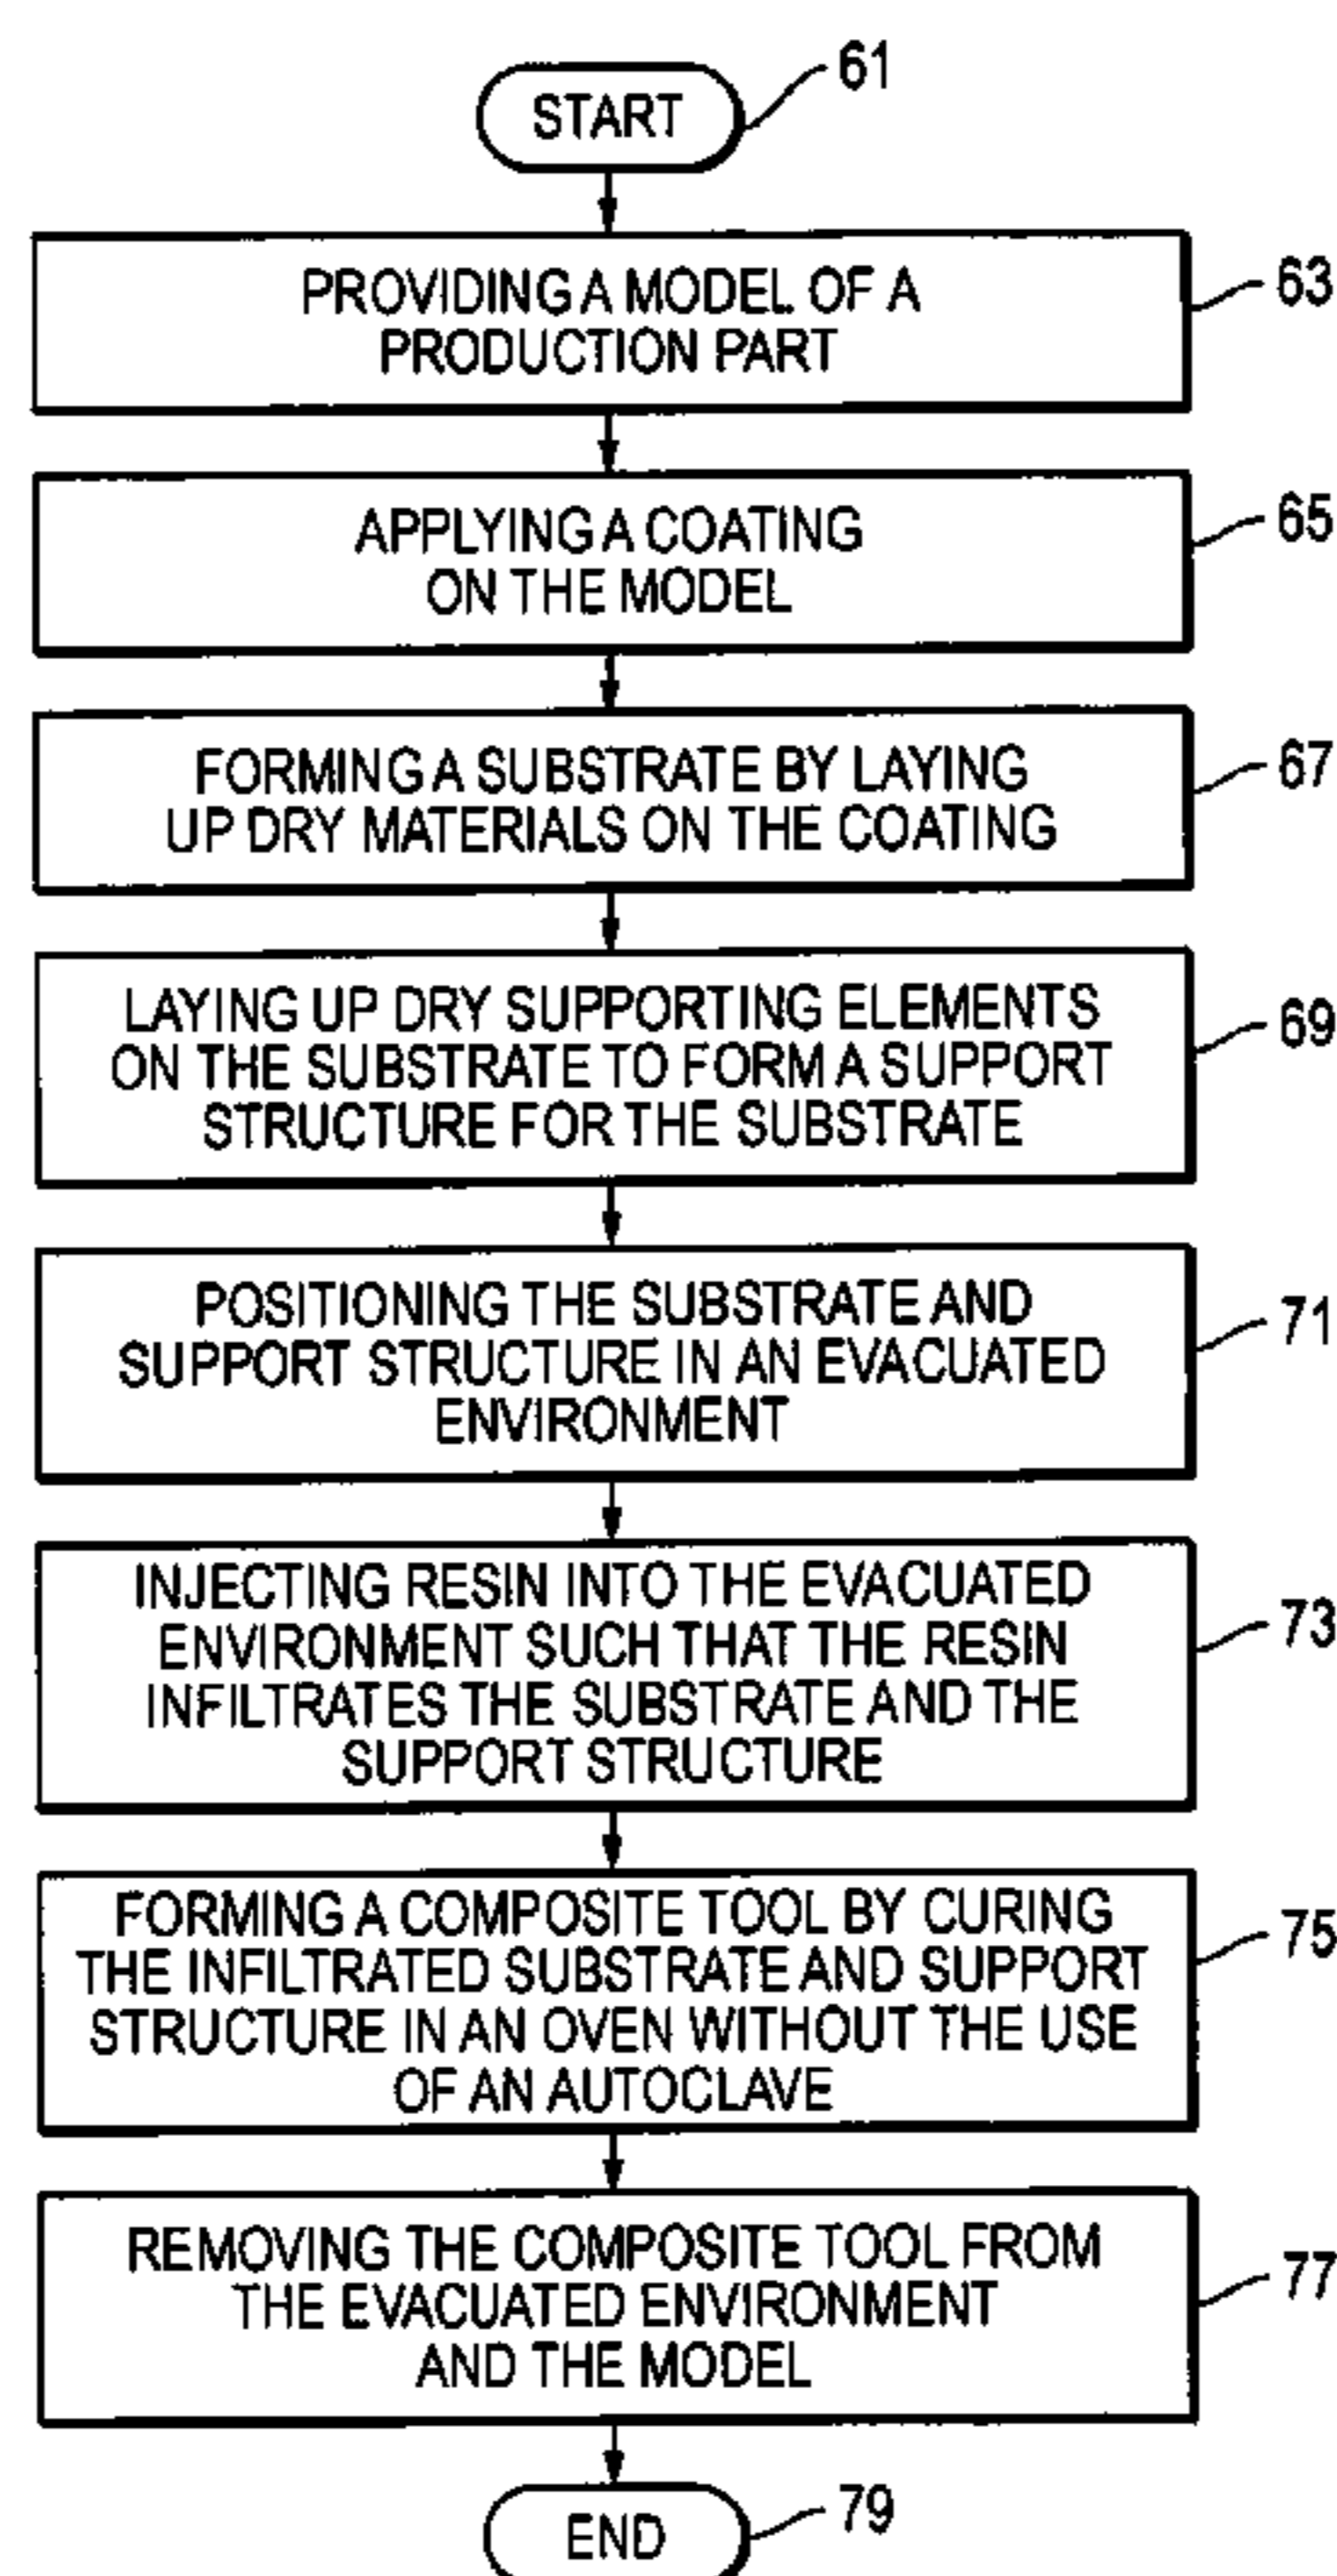 START
61
PROVIDING A MODEL OF A
PRODUCTION PART
63
APPLYING A COATING
ON THE MODEL
65
FORMING A SUBSTRATE BY LAYING
UP DRY MATERIALS ON THE COATING
67
LAYING UP DRY SUPPORTING ELEMENTS
ON THE SUBSTRATE TO FORM A SUPPORT
STRUCTURE FOR THE SUBSTRATE
69
POSITIONING THE SUBSTRATE AND
SUPPORT STRUCTURE IN AN EVACUATED
ENVIRONMENT
71
INJECTING RESIN INTO THE EVACUATED
ENVIRONMENT SUCH THAT THE RESIN
INFILTRATES THE SUBSTRATE AND THE
SUPPORT STRUCTURE
73
FORMING A COMPOSITE TOOL BY CURING
THE INFILTRATED SUBSTRATE AND SUPPORT
STRUCTURE IN AN OVEN WITHOUT THE USE
OF AN AUTOCLAVE
75
REMOVING THE COMPOSITE TOOL FROM
THE EVACUATED ENVIRONMENT
AND THE MODEL
77
END
79